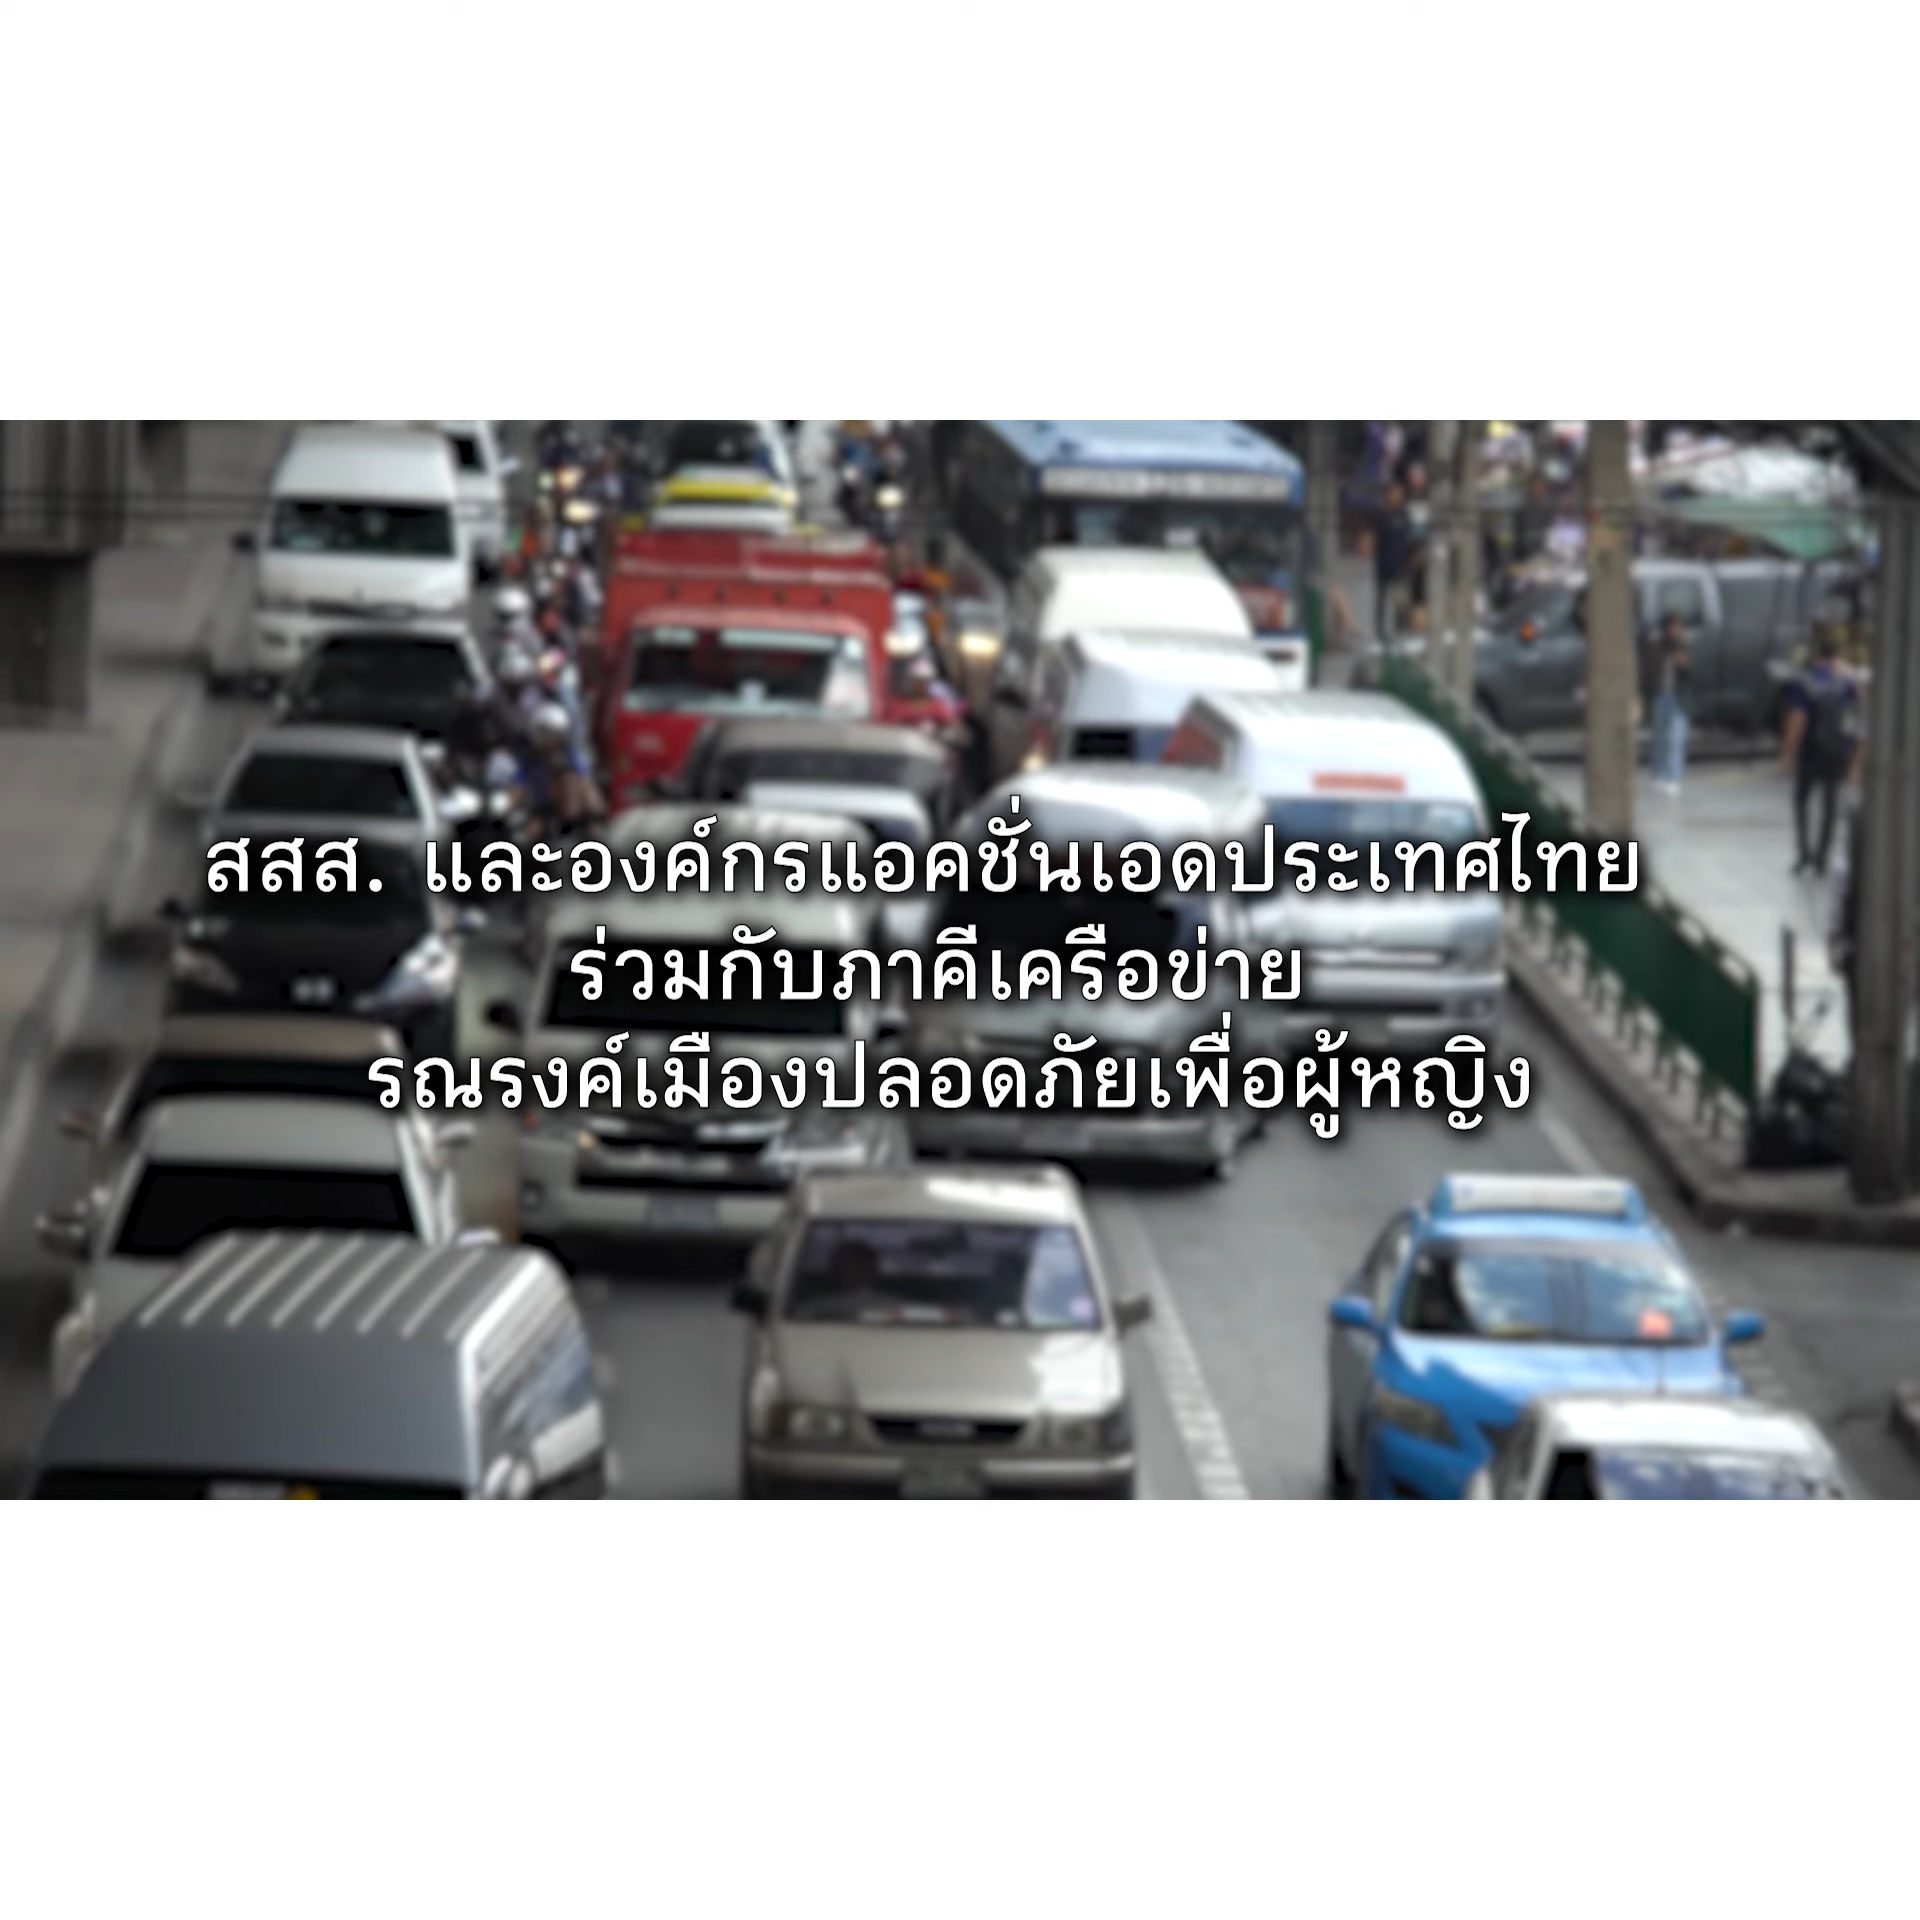 สสส. และองค์กรแอคชั่นเอดประเทศไทย
ร่วมกับภาคีเครือข่าย
รณรงค์เมืองปลอดภัยเพื่อผู้หญิง